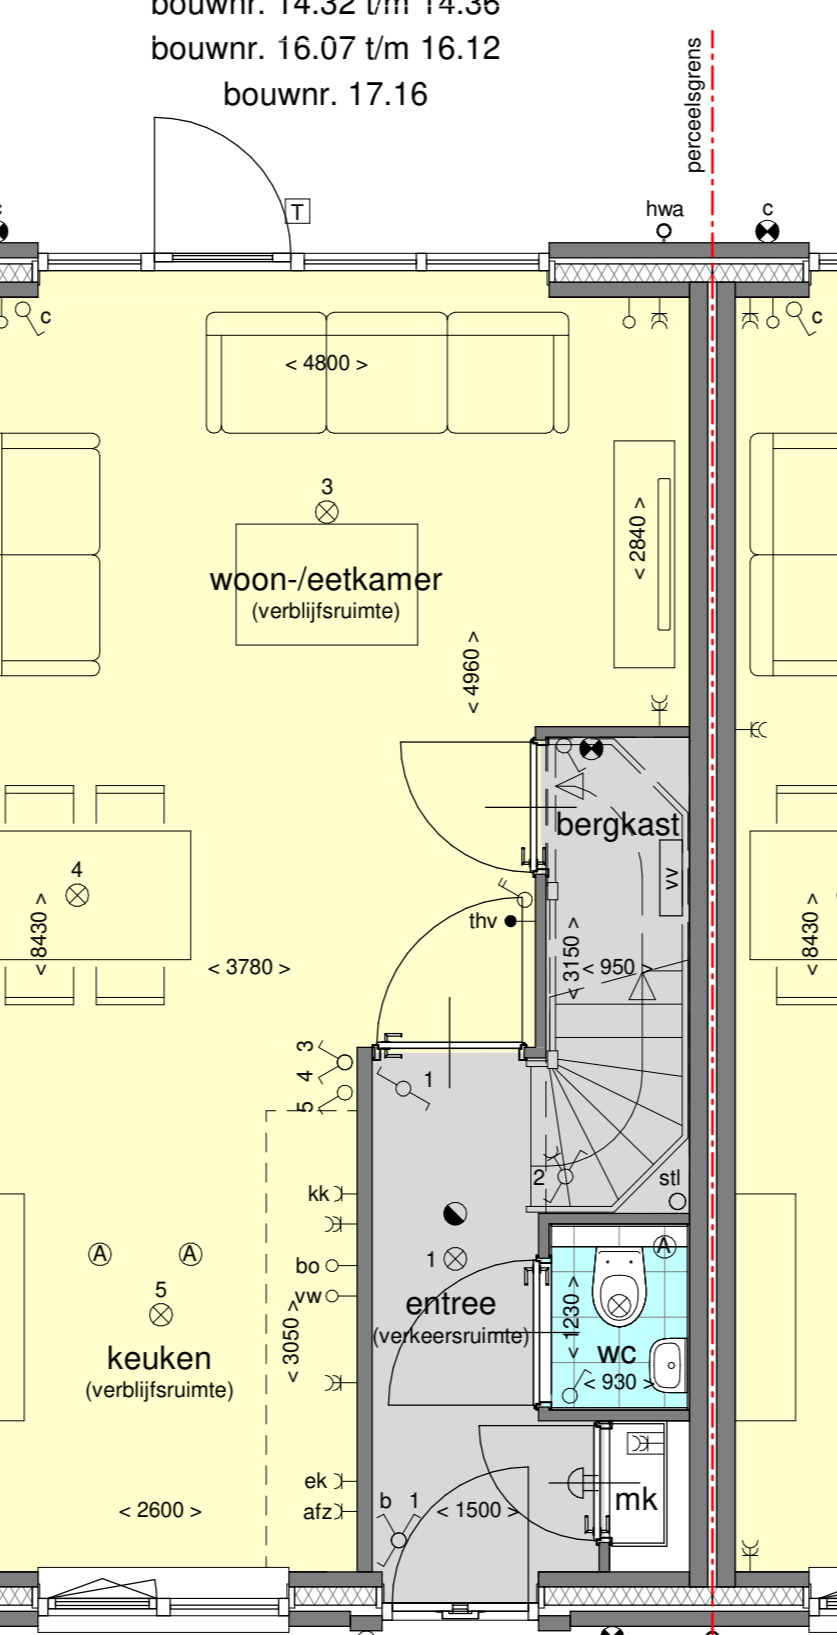 bouwnr. 14.32 t/m 14.36
bouwnr. 16.07 t/m 16.12
bouwnr. 17.16
perceelsgrens
T
hwa
c
c
c
< 4800 >
3
< 2840 >
woon-/eetkamer
(verblijfsruimte)
< 4960 >
bergkast
vv
4
thv
< 8430 >
< 3780 >
< 3150 >
< 950 >
< 8430 >
3
4
5
1
2
stl
kk
A
A
A
bo
1
5
vw
entree
(verkeersruimte)
< 1230 >
keuken
(verblijfsruimte)
< 3050 >
wc
< 930 >
ek
mk
afz
b
1
< 2600 >
< 1500 >